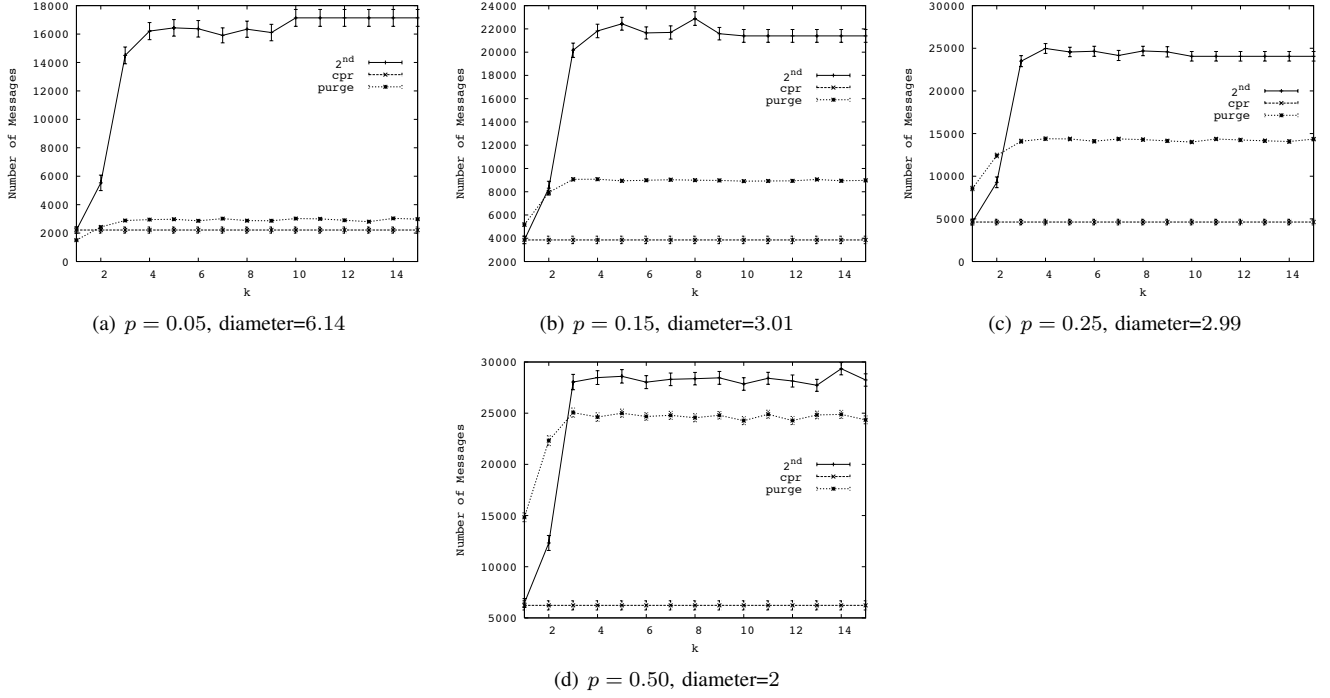 18000
16000
14000
12000
10000
8000
6000
4000
2000
0
Number of Messages
2 4 6 8 10 12 14
k
2nd
cpr
purge
(a) p = 0.05, diameter=6.14
24000
22000
20000
18000
16000
14000
12000
10000
8000
6000
4000
2000
Number of Messages
2 4 6 8 10 12 14
k
2nd
cpr
purge
(b) p = 0.15, diameter=3.01
30000
25000
20000
15000
10000
5000
0
Number of Messages
2 4 6 8 10 12 14
k
2nd
cpr
purge
(c) p = 0.25, diameter=2.99
30000
25000
20000
15000
10000
5000
Number of Messages
2 4 6 8 10 12 14
k
2nd
cpr
purge
(d) p = 0.50, diameter=2